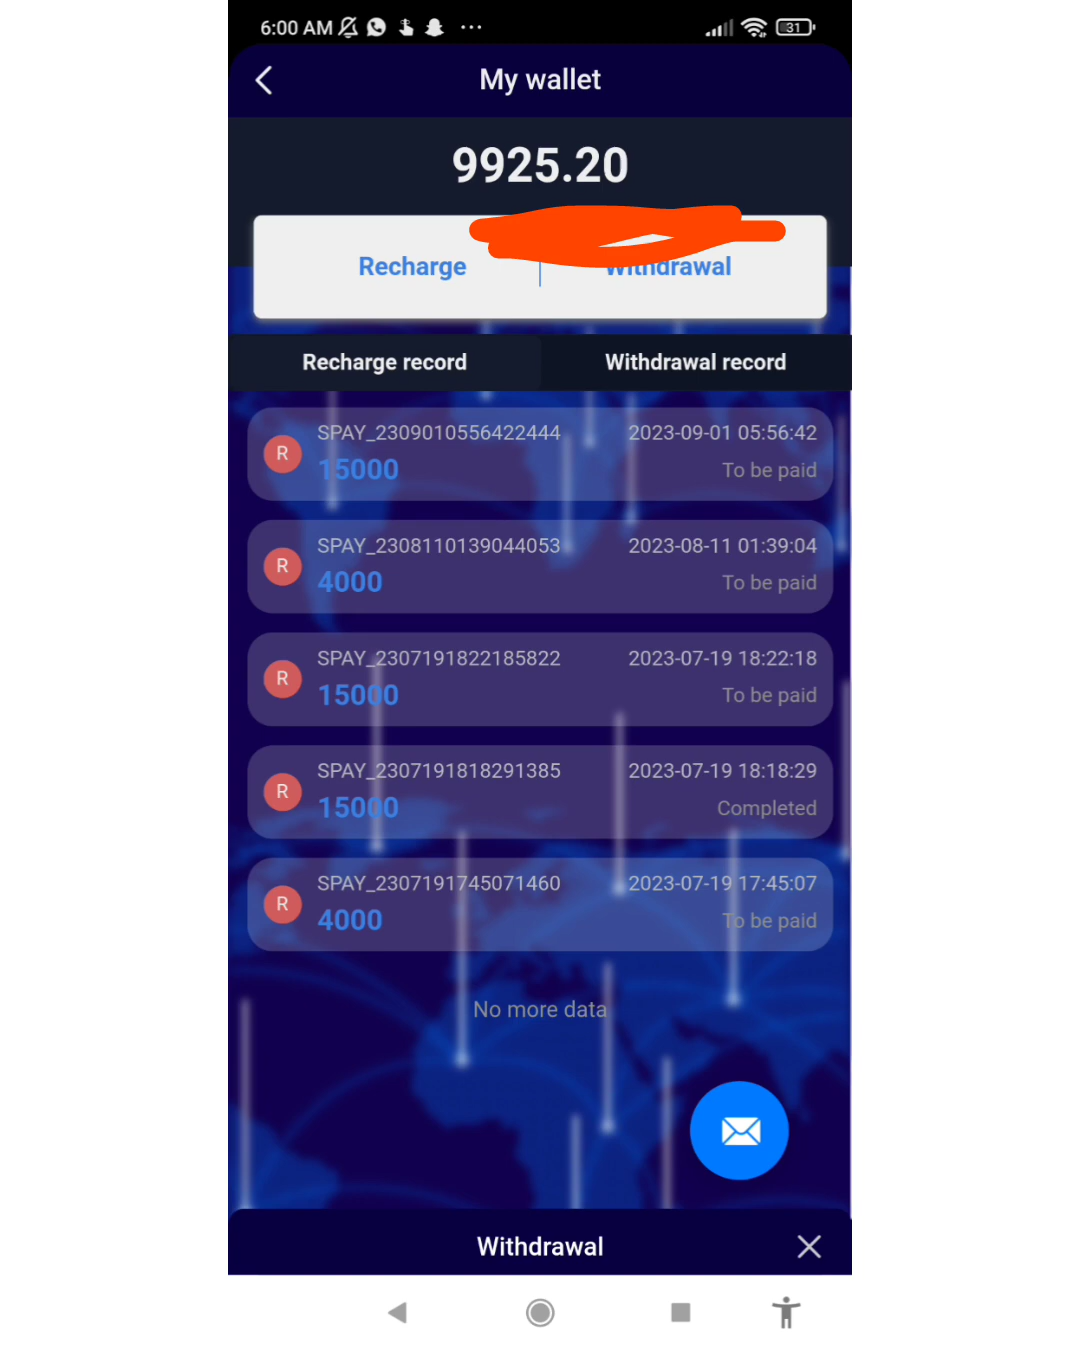 6:00 AM
31
My wallet
9925.20
Recharge
Withdrawal
Recharge record
Withdrawal record
SPAY_2309010556422444
2023-09-01 05:56:42
R
15000
To be paid
SPAY_2308110139044053
2023-08-11 01:39:04
R
4000
To be paid
SPAY_2307191822185822
2023-07-19 18:22:18
R
15000
To be paid
SPAY_2307191818291385
2023-07-19 18:18:29
R
15000
Completed
SPAY_2307191745071460
2023-07-19 17:45:07
R
4000
To be paid
No more data
Withdrawal